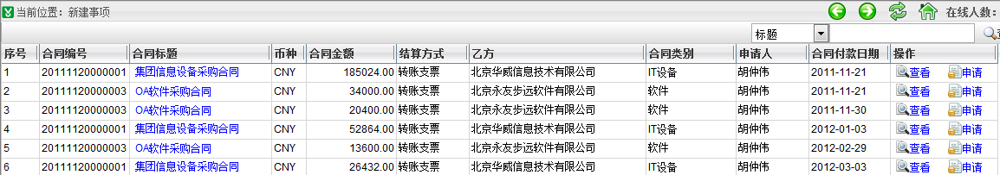 当前位置：新建事项 在线人数：
标题
序号 合同编号 合同标题 币种 合同金额 结算方式 乙方 合同类别 申请人 合同付款日期 操作
1 20111120000001 集团信息设备采购合同 CNY 185024.00 转账支票 北京华威信息技术有限公司 IT设备 胡仲伟 2011-11-21 查看 申请
2 20111120000003 OA软件采购合同 CNY 34000.00 转账支票 北京永友步远软件有限公司 软件 胡仲伟 2011-11-21 查看 申请
3 20111120000003 OA软件采购合同 CNY 20400.00 转账支票 北京永友步远软件有限公司 软件 胡仲伟 2011-11-30 查看 申请
4 20111120000001 集团信息设备采购合同 CNY 52864.00 转账支票 北京华威信息技术有限公司 IT设备 胡仲伟 2012-01-03 查看 申请
5 20111120000003 OA软件采购合同 CNY 13600.00 转账支票 北京永友步远软件有限公司 软件 胡仲伟 2012-02-29 查看 申请
6 20111120000001 集团信息设备采购合同 CNY 26432.00 转账支票 北京华威信息技术有限公司 IT设备 胡仲伟 2012-03-03 查看 申请